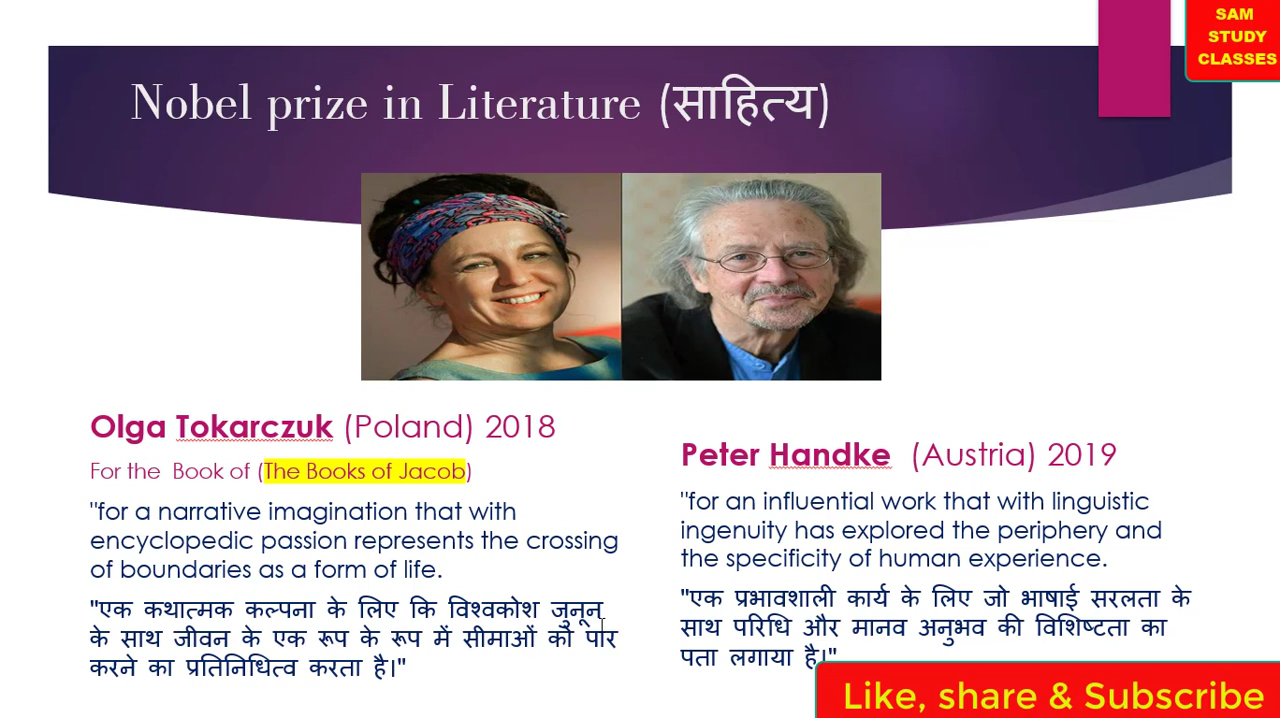 SAM
STUDY
CLASSES
Nobel prize in Literature (साहित्य)
Olga Tokarczuk (Poland) 2018
For the Book of (The Books of Jacob)
"for a narrative imagination that with
encyclopedic passion represents the crossing
of boundaries as a form of life.
"एक कथात्मक कल्पना के लिए कि विश्वकोश जुनून
के साथ जीवन के एक रूप के रूप में सीमाओं को पार
करने का प्रतिनिधित्व करता है।"
Peter Handke (Austria) 2019
"for an influential work that with linguistic
ingenuity has explored the periphery and
the specificity of human experience.
"एक प्रभावशाली कार्य के लिए जो भाषाई सरलता के
साथ परिधि और मानव अनुभव की विशिष्टता का
पता लगाया है।"
Like, share & Subscribe